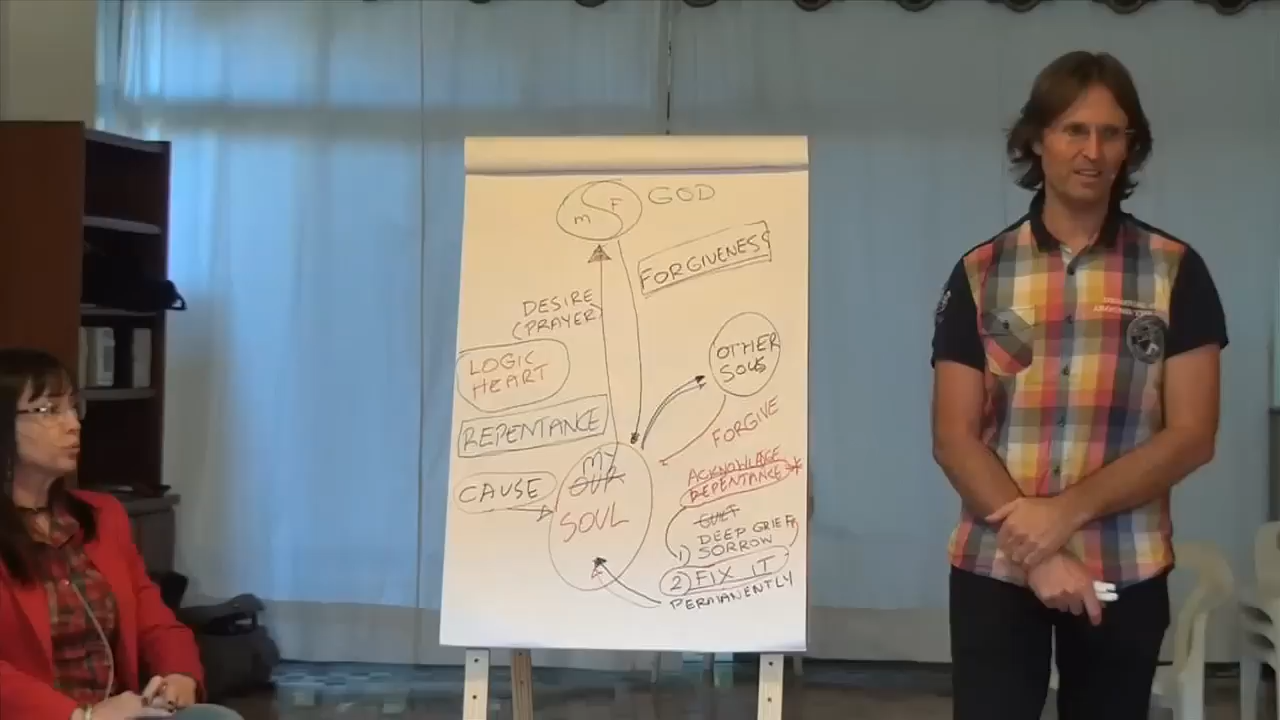 GOD
M F
FORGIVENESS
DESIRE
(PRAYER)
LOGIC
HEART
OTHER
SOULS
REPENTANCE
FORGIVE
MY
OUR
SOUL
CAUSE
ACKNOWLEDGE
REPENTANCE *
GUILT
1) DEEP GRIEF
SORROW
2) FIX IT
PERMANENTLY